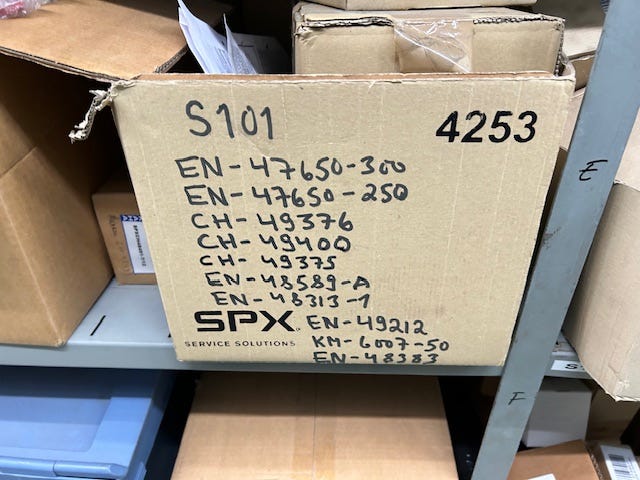 S101
4253
EN-47650-300
EN-47650-250
CH-49376
CH-49400
CH-49375
EN-48589-A
EN-48313-1
SPX
SERVICE SOLUTIONS
EN-49212
KM-6007-50
EN-48383
E
F